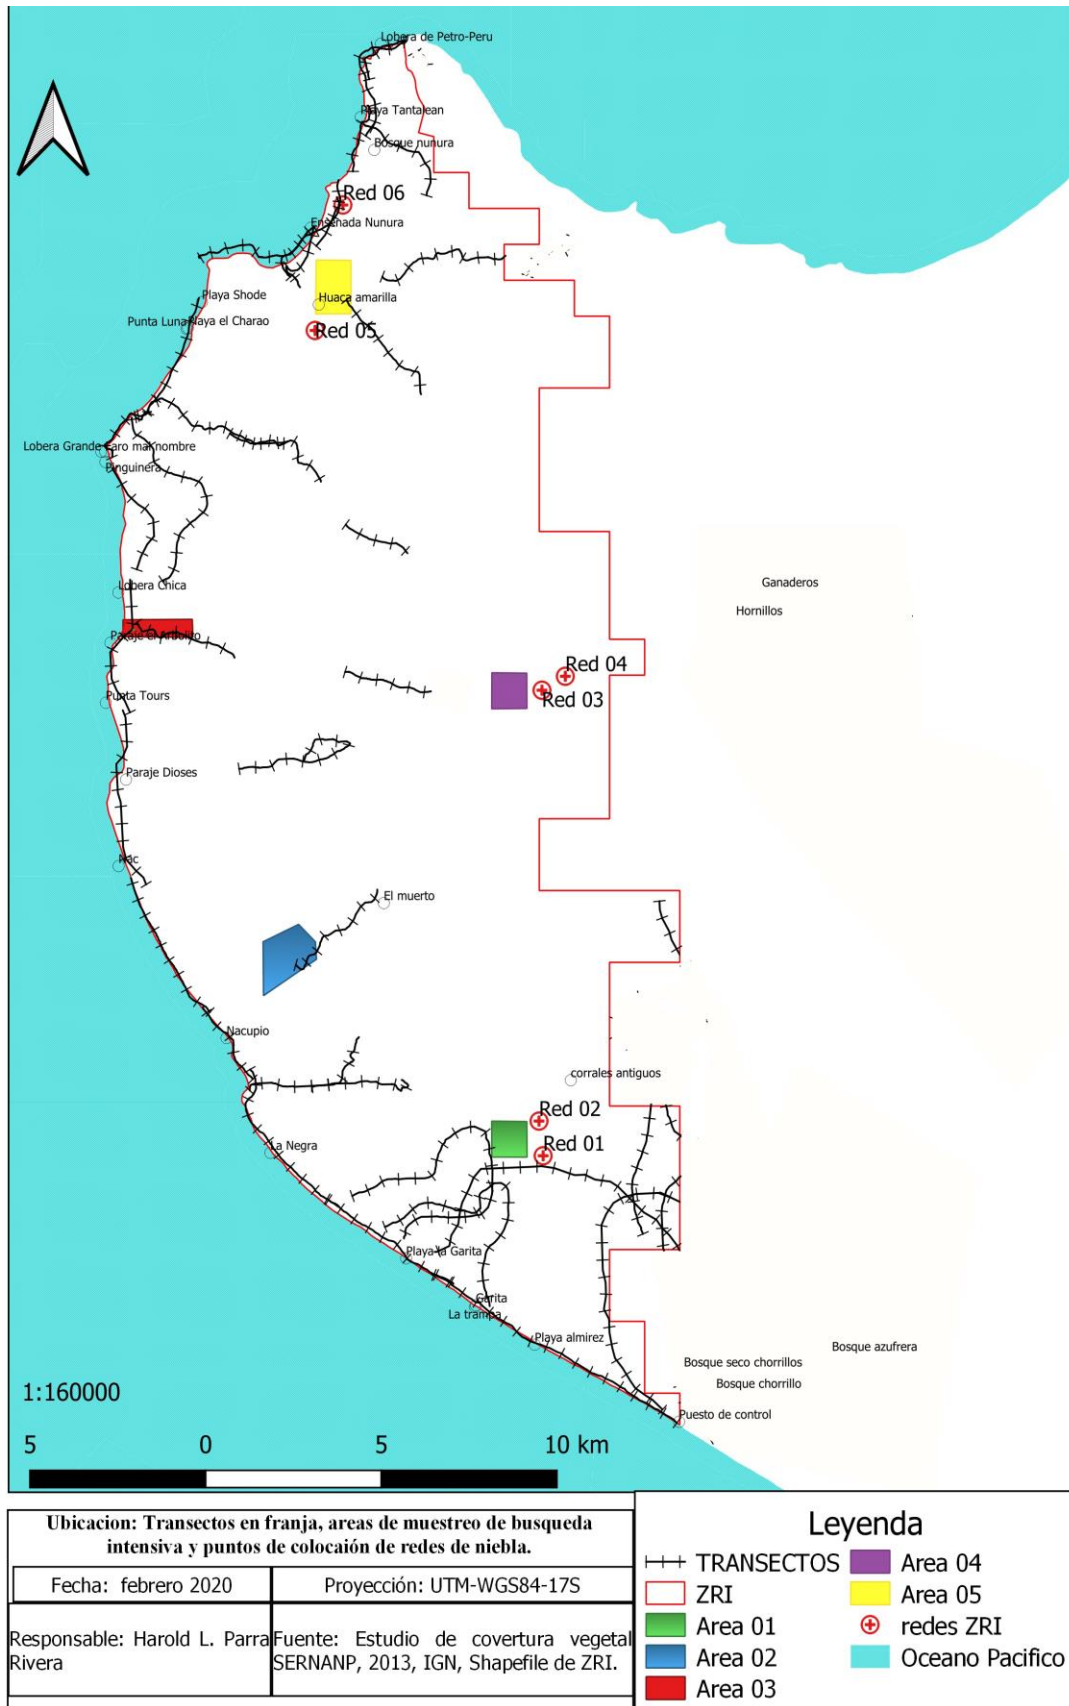 Lobera de Petro-Peru
Playa Tantalean
Bosque nunura
Red 06
Ensenada Nunura
Playa Shode
Huaca amarilla
Punta Luna
Playa el Charao
Red 05
Lobera Grande
Faro mal nombre
Pinguinera
Ganaderos
Lobera Chica
Hornillos
Paraje el Arbolito
Red 04
Red 03
Punta Tours
Paraje Dioses
Nac
El muerto
Nacupio
corrales antiguos
Red 02
Red 01
La Negra
Playa la Garita
Garita
La trampa
Playa almirez
Bosque azufrera
Bosque seco chorrillos
Bosque chorrillo
Puesto de control
1:160000
5 0 5 10 km
Ubicacion: Transectos en franja, areas de muestreo de busqueda
intensiva y puntos de colocaión de redes de niebla.
Fecha: febrero 2020
Proyección: UTM-WGS84-17S
Responsable: Harold L. Parra
Rivera
Fuente: Estudio de covertura vegetal
SERNANP, 2013, IGN, Shapefile de ZRI.
Leyenda
TRANSECTOS
ZRI
Area 01
Area 02
Area 03
Area 04
Area 05
redes ZRI
Oceano Pacifico